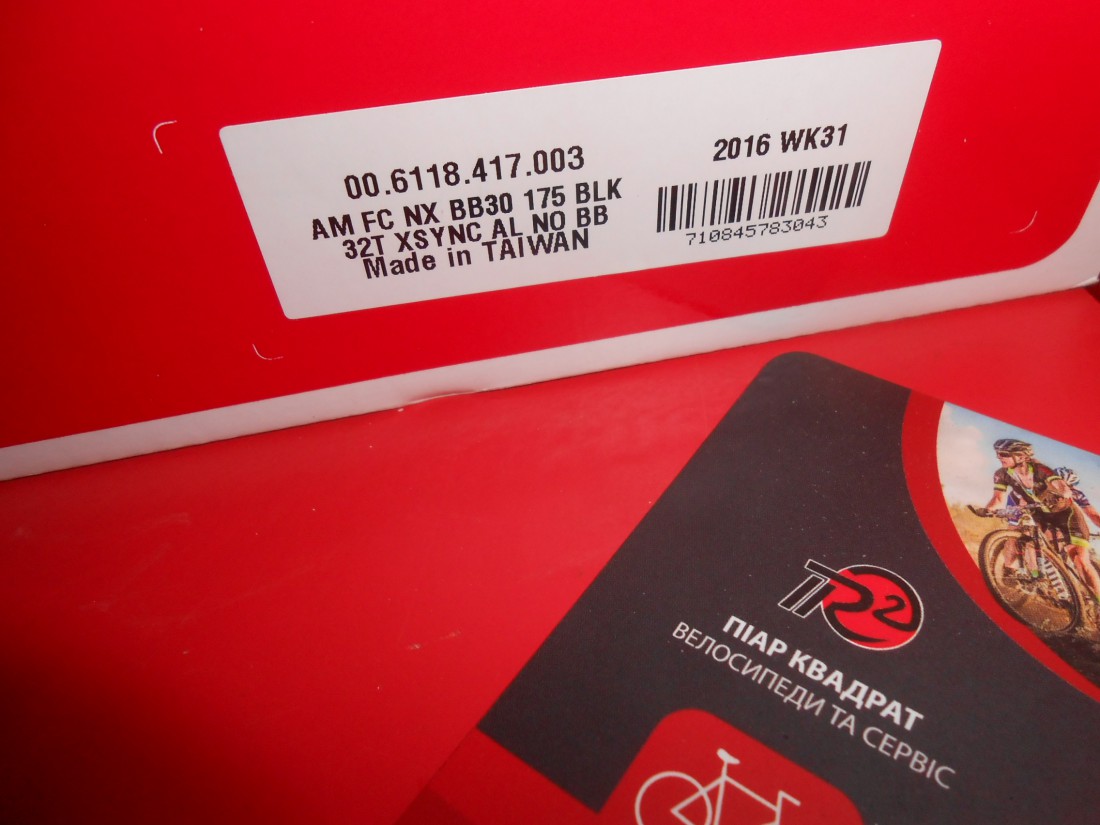 00.6118.417.003
AM FC NX BB30 175 BLK
32T XSYNC AL NO BB
Made in TAIWAN
2016 WK31
710845783043
ПR2
ПІАР КВАДРАТ
ВЕЛОСИПЕДИ ТА СЕРВІС